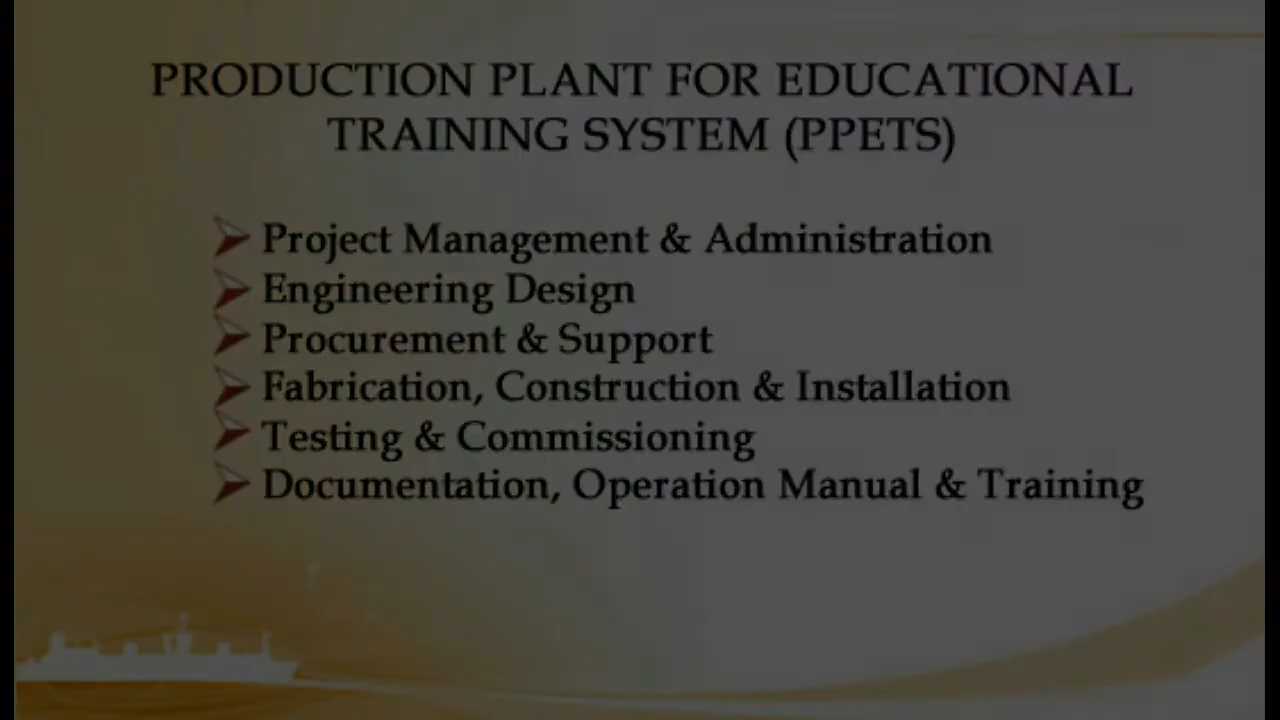 PRODUCTION PLANT FOR EDUCATIONAL
TRAINING SYSTEM (PPETS)
Project Management & Administration
Engineering Design
Procurement & Support
Fabrication, Construction & Installation
Testing & Commissioning
Documentation, Operation Manual & Training